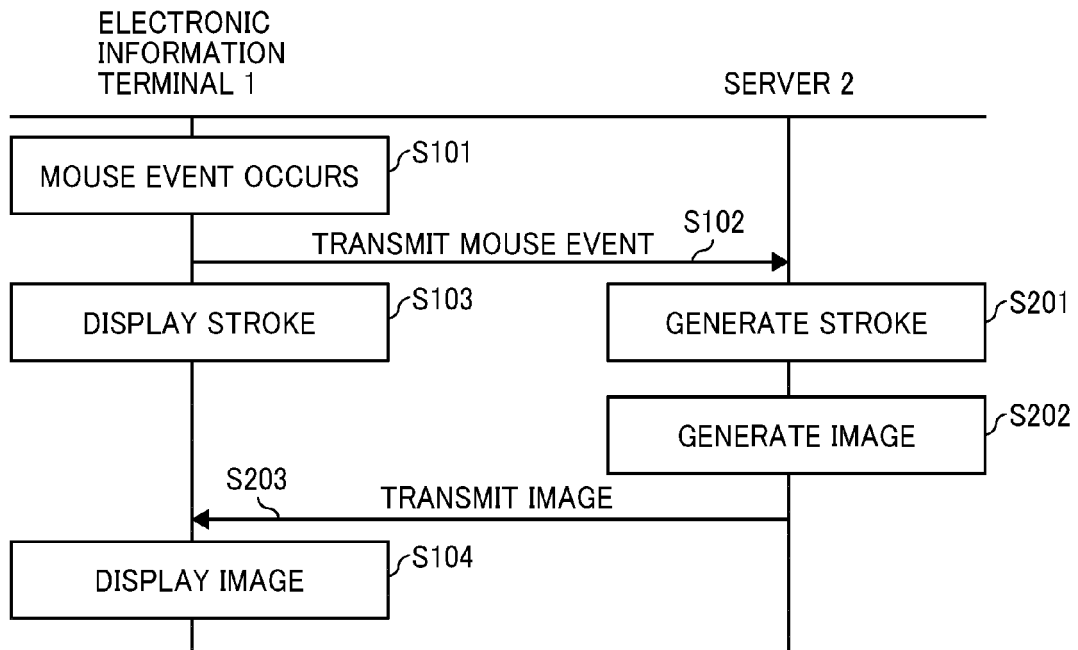 ELECTRONIC
INFORMATION
TERMINAL 1
SERVER 2
MOUSE EVENT OCCURS
S101
TRANSMIT MOUSE EVENT
S102
DISPLAY STROKE
S103
GENERATE STROKE
S201
GENERATE IMAGE
S202
S203
TRANSMIT IMAGE
DISPLAY IMAGE
S104